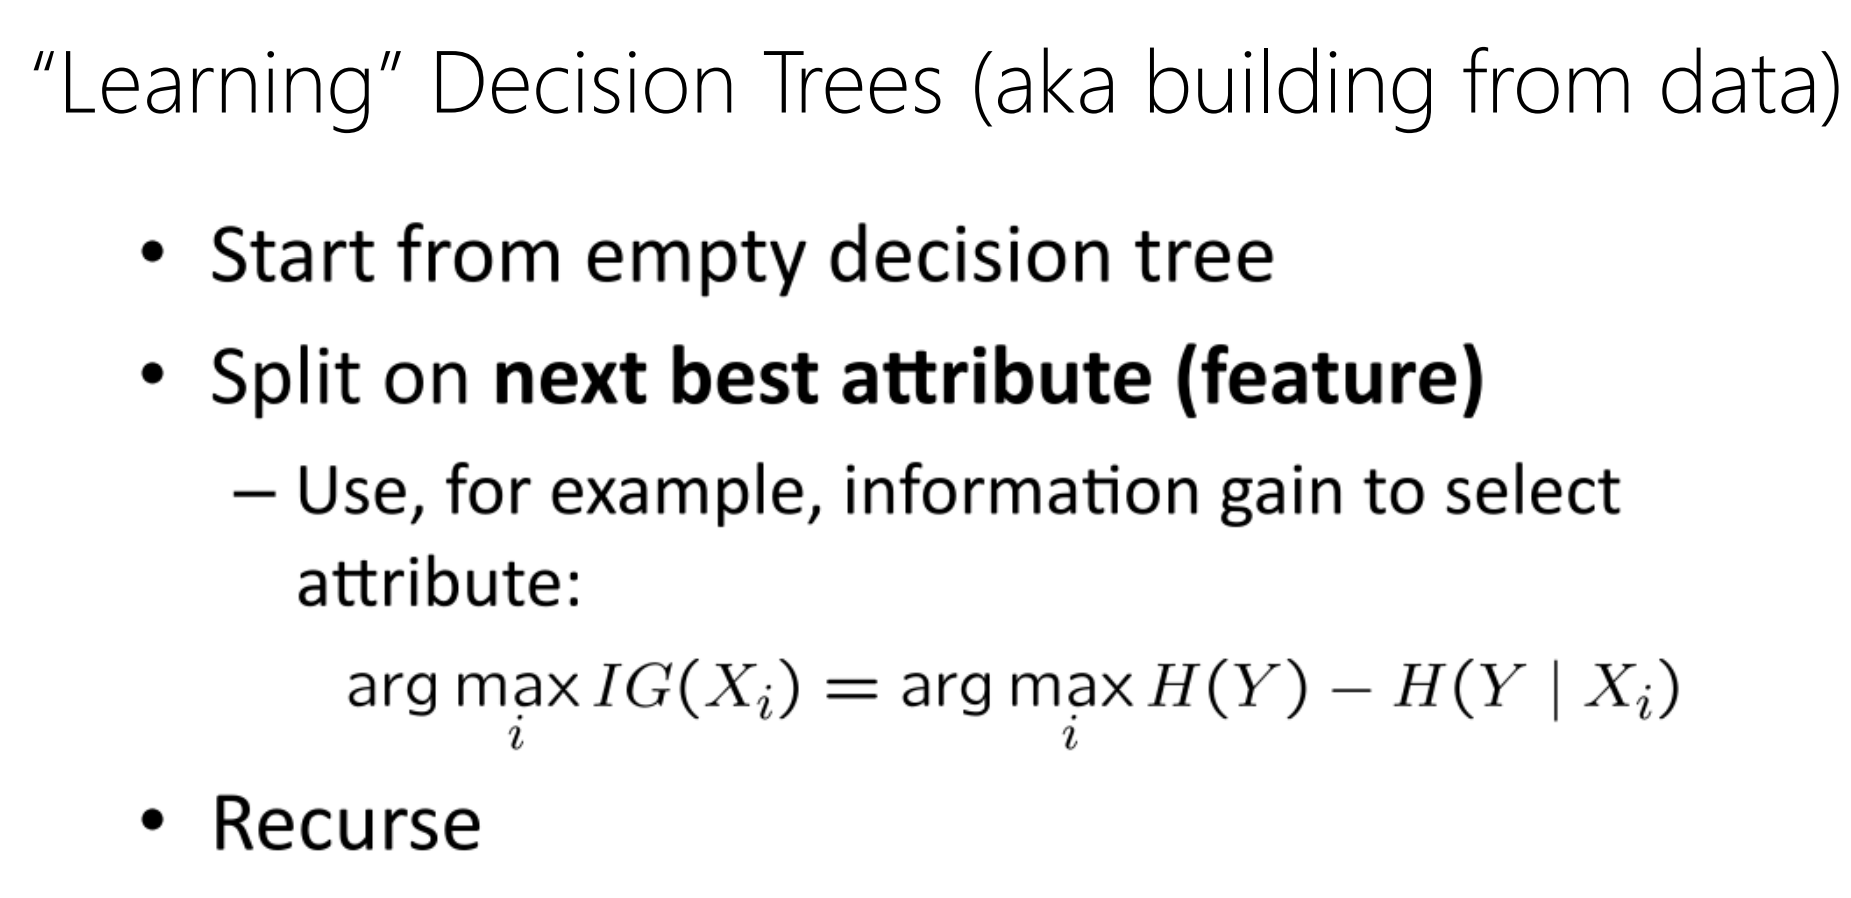 “Learning” Decision Trees (aka building from data)
• Start from empty decision tree
• Split on next best attribute (feature)
– Use, for example, information gain to select
attribute:
arg max_i IG(X_i) = arg max_i H(Y) − H(Y | X_i)
• Recurse